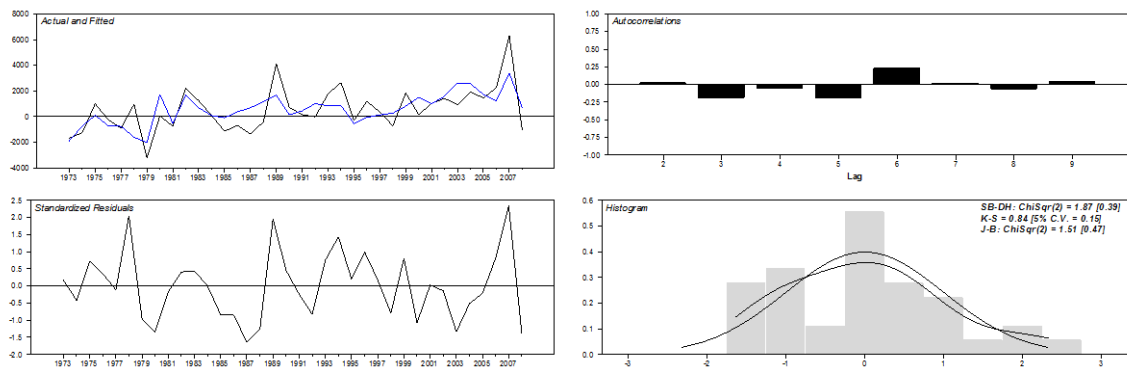 Actual and Fitted
8000
6000
4000
2000
0
-2000
-4000
1973 1975 1977 1979 1981 1983 1985 1987 1989 1991 1993 1995 1997 1999 2001 2003 2005 2007
Autocorrelations
1.00
0.75
0.50
0.25
0.00
-0.25
-0.50
-0.75
-1.00
2 3 4 5 6 7 8 9
Lag
Standardized Residuals
2.5
2.0
1.5
1.0
0.5
0.0
-0.5
-1.0
-1.5
-2.0
1973 1975 1977 1979 1981 1983 1985 1987 1989 1991 1993 1995 1997 1999 2001 2003 2005 2007
Histogram
SB-DH: ChiSqr(2) = 1.87 [0.39]
K-S = 0.84 [5% C.V. = 0.15]
J-B: ChiSqr(2) = 1.51 [0.47]
0.6
0.5
0.4
0.3
0.2
0.1
0.0
-3 -2 -1 0 1 2 3